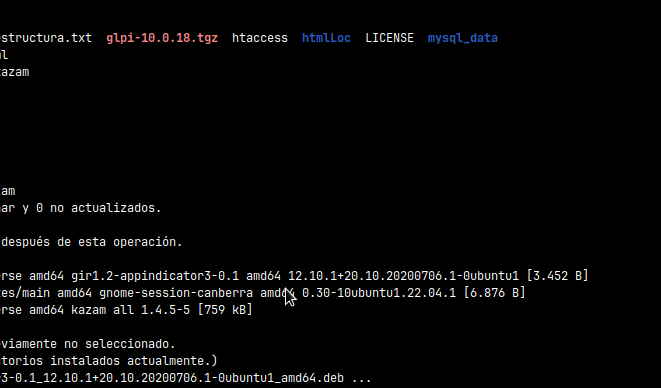 estructura.txt glpi-10.0.18.tgz htaccess htmlLoc LICENSE mysql_data
l
azam
am
ar y 0 no actualizados.
después de esta operación.
rse amd64 gir1.2-appindicator3-0.1 amd64 12.10.1+20.10.20200706.1-0ubuntu1 [3.452 B]
es/main amd64 gnome-session-canberra amd64 0.30-10ubuntu1.22.04.1 [6.876 B]
rse amd64 kazam all 1.4.5-5 [759 kB]
viamente no seleccionado.
torios instalados actualmente.)
3-0.1_12.10.1+20.10.20200706.1-0ubuntu1_amd64.deb ...